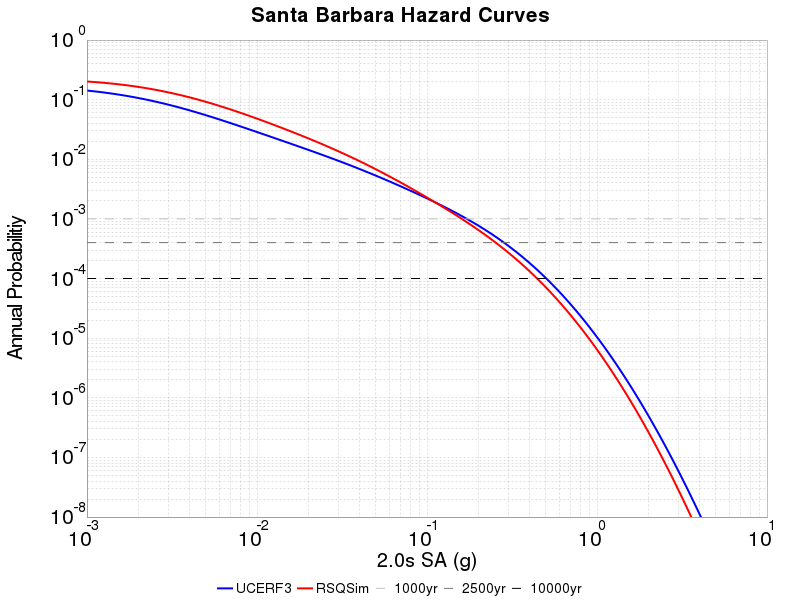 Santa Barbara Hazard Curves
10^0
10^-1
10^-2
10^-3
10^-4
10^-5
10^-6
10^-7
10^-8
Annual Probability
10^-3 10^-2 10^-1 10^0 10^1
2.0s SA (g)
UCERF3 RSQSim 1000yr 2500yr 10000yr